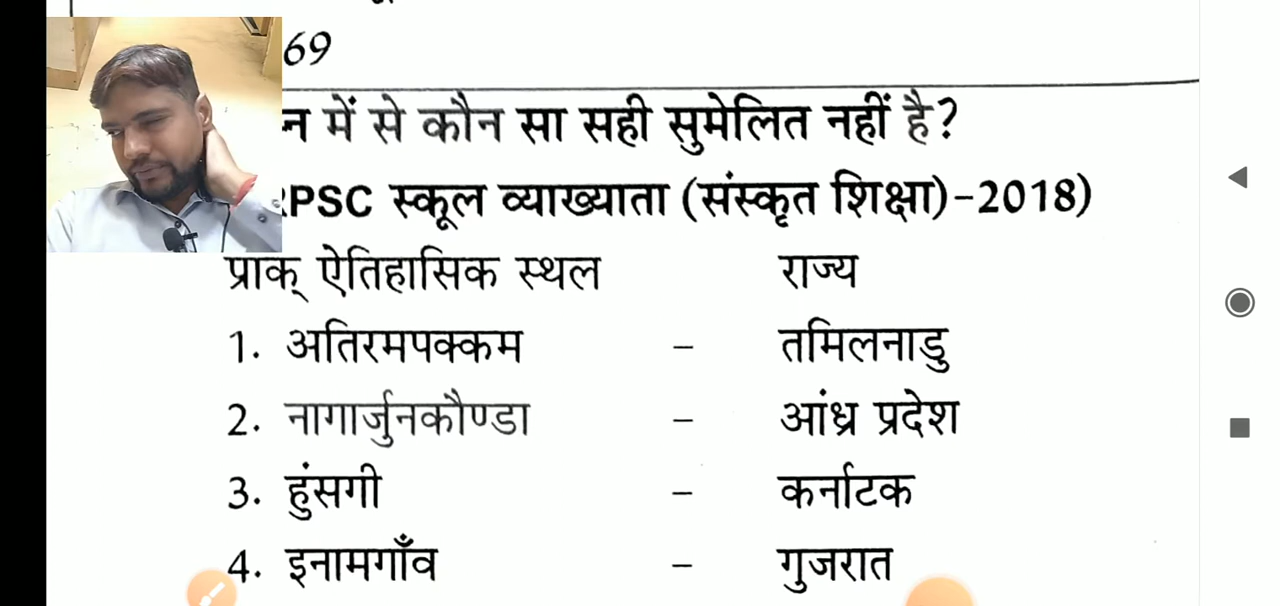 69
न में से कौन सा सही सुमेलित नहीं है?
PSC स्कूल व्याख्याता (संस्कृत शिक्षा)-2018)
प्राक् ऐतिहासिक स्थल राज्य
1. अतिरमपक्कम - तमिलनाडु
2. नागार्जुनकौण्डा - आंध्र प्रदेश
3. हुंसगी - कर्नाटक
4. इनामगाँव - गुजरात